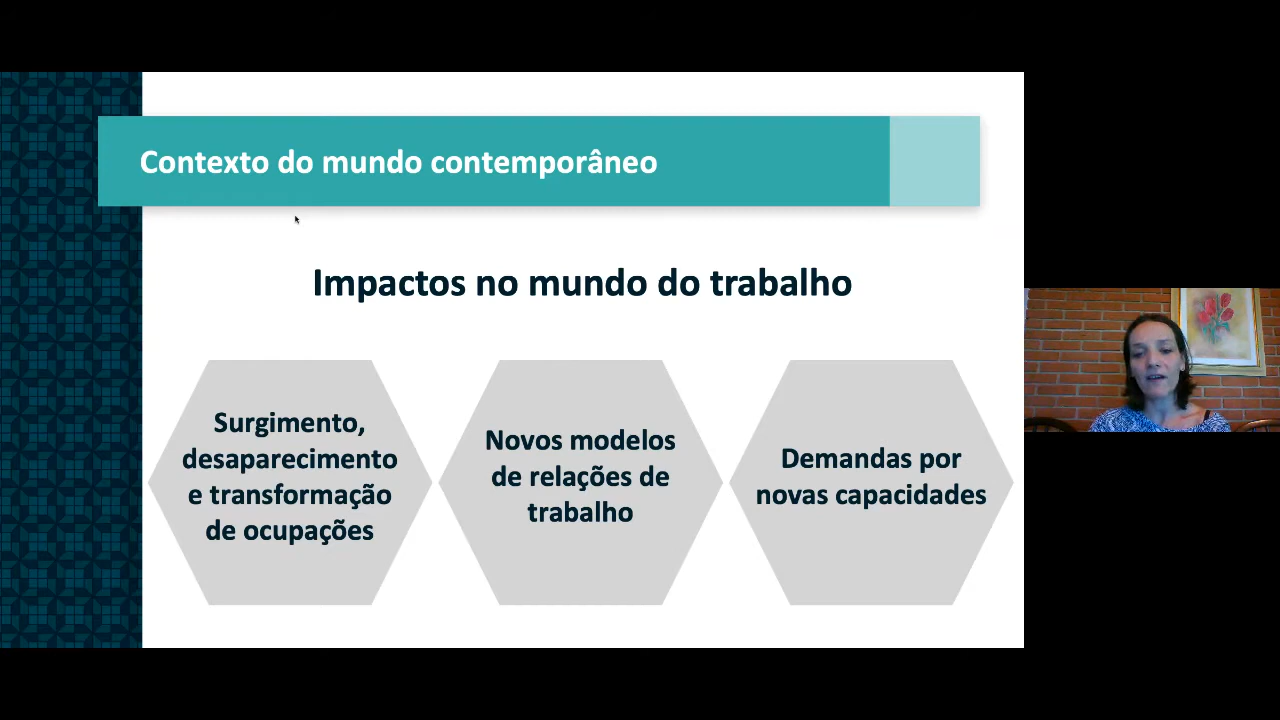 Contexto do mundo contemporâneo
Impactos no mundo do trabalho
Surgimento,
desaparecimento
e transformação
de ocupações
Novos modelos
de relações de
trabalho
Demandas por
novas capacidades